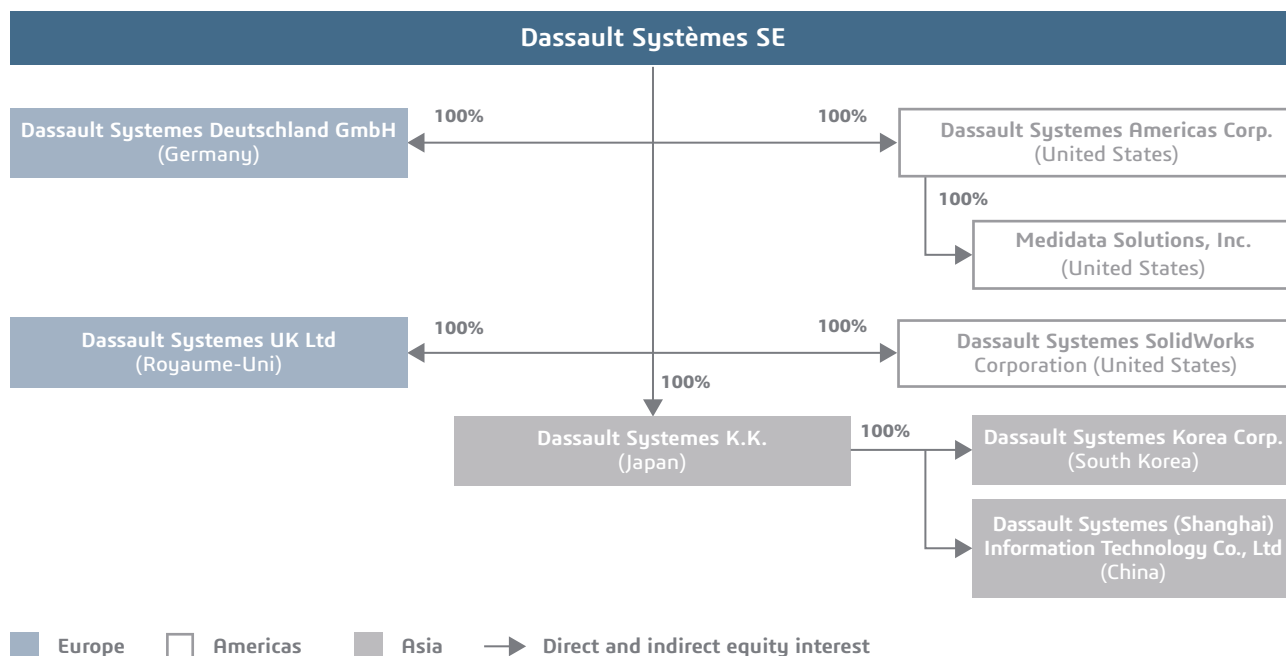 Dassault Systèmes SE
100%
100%
Dassault Systemes Deutschland GmbH
(Germany)
Dassault Systemes Americas Corp.
(United States)
100%
Medidata Solutions, Inc.
(United States)
100%
100%
Dassault Systemes UK Ltd
(Royaume-Uni)
Dassault Systemes SolidWorks
Corporation (United States)
100%
Dassault Systemes K.K.
(Japan)
100%
Dassault Systemes Korea Corp.
(South Korea)
Dassault Systemes (Shanghai)
Information Technology Co., Ltd
(China)
Europe Americas Asia Direct and indirect equity interest